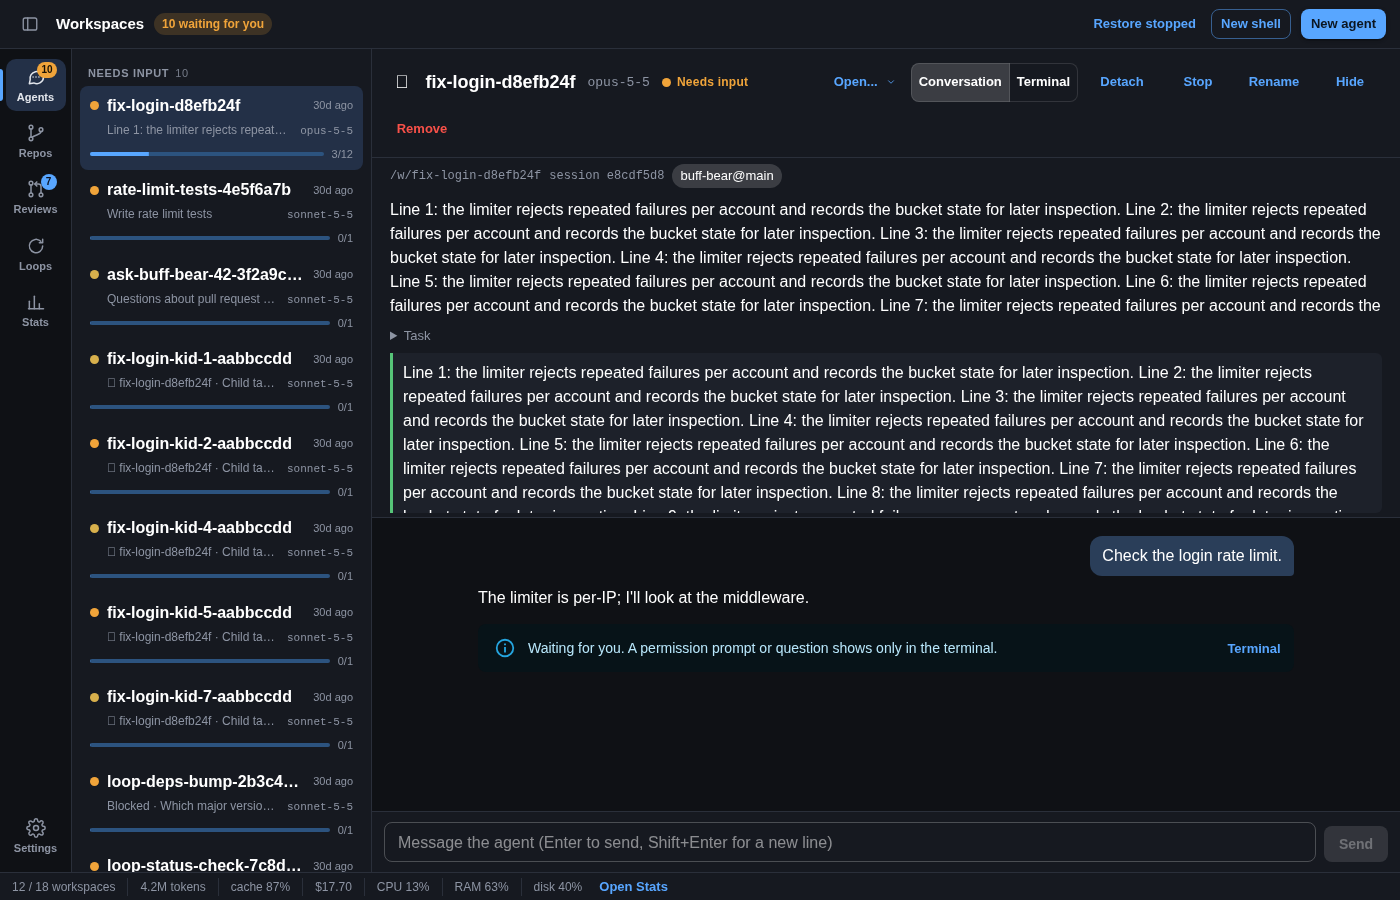 Workspaces 10 waiting for you Restore stopped New shell New agent
10
Agents
Repos
7
Reviews
Loops
Stats
Settings
NEEDS INPUT 10
fix-login-d8efb24f 30d ago
Line 1: the limiter rejects repeat… opus-5-5
3/12
rate-limit-tests-4e5f6a7b 30d ago
Write rate limit tests sonnet-5-5
0/1
ask-buff-bear-42-3f2a9c… 30d ago
Questions about pull request … sonnet-5-5
0/1
fix-login-kid-1-aabbccdd 30d ago
fix-login-d8efb24f · Child ta… sonnet-5-5
0/1
fix-login-kid-2-aabbccdd 30d ago
fix-login-d8efb24f · Child ta… sonnet-5-5
0/1
fix-login-kid-4-aabbccdd 30d ago
fix-login-d8efb24f · Child ta… sonnet-5-5
0/1
fix-login-kid-5-aabbccdd 30d ago
fix-login-d8efb24f · Child ta… sonnet-5-5
0/1
fix-login-kid-7-aabbccdd 30d ago
fix-login-d8efb24f · Child ta… sonnet-5-5
0/1
loop-deps-bump-2b3c4… 30d ago
Blocked · Which major versio… sonnet-5-5
0/1
loop-status-check-7c8d… 30d ago
fix-login-d8efb24f opus-5-5 Needs input Open... Conversation Terminal Detach Stop Rename Hide
Remove
/w/fix-login-d8efb24f session e8cdf5d8 buff-bear@main
Line 1: the limiter rejects repeated failures per account and records the bucket state for later inspection. Line 2: the limiter rejects repeated
failures per account and records the bucket state for later inspection. Line 3: the limiter rejects repeated failures per account and records the
bucket state for later inspection. Line 4: the limiter rejects repeated failures per account and records the bucket state for later inspection.
Line 5: the limiter rejects repeated failures per account and records the bucket state for later inspection. Line 6: the limiter rejects repeated
failures per account and records the bucket state for later inspection. Line 7: the limiter rejects repeated failures per account and records the
Task
Line 1: the limiter rejects repeated failures per account and records the bucket state for later inspection. Line 2: the limiter rejects
repeated failures per account and records the bucket state for later inspection. Line 3: the limiter rejects repeated failures per account
and records the bucket state for later inspection. Line 4: the limiter rejects repeated failures per account and records the bucket state for
later inspection. Line 5: the limiter rejects repeated failures per account and records the bucket state for later inspection. Line 6: the
limiter rejects repeated failures per account and records the bucket state for later inspection. Line 7: the limiter rejects repeated failures
per account and records the bucket state for later inspection. Line 8: the limiter rejects repeated failures per account and records the
Check the login rate limit.
The limiter is per-IP; I'll look at the middleware.
Waiting for you. A permission prompt or question shows only in the terminal. Terminal
Message the agent (Enter to send, Shift+Enter for a new line) Send
12 / 18 workspaces 4.2M tokens cache 87% $17.70 CPU 13% RAM 63% disk 40% Open Stats